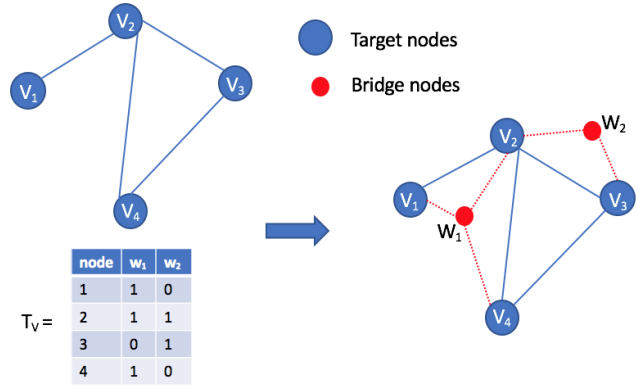 V2
V1
V3
V4
Target nodes
Bridge nodes
V2
W2
V1
V3
W1
V4
TV =
node w1 w2
1 1 0
2 1 1
3 0 1
4 1 0